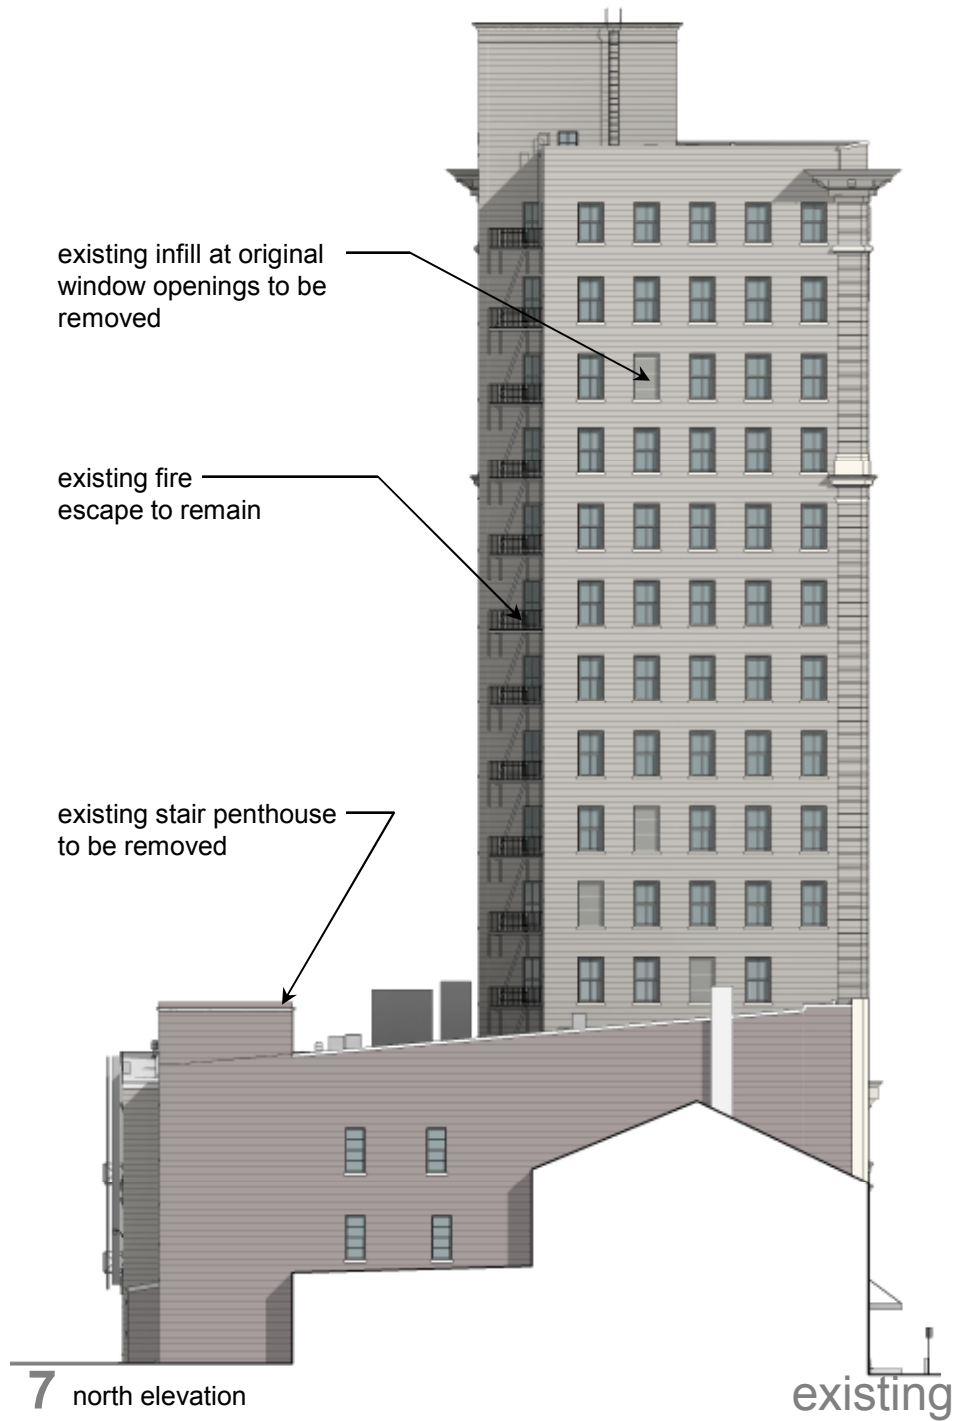 existing infill at original
window openings to be
removed
existing fire
escape to remain
existing stair penthouse
to be removed
7 north elevation
existing